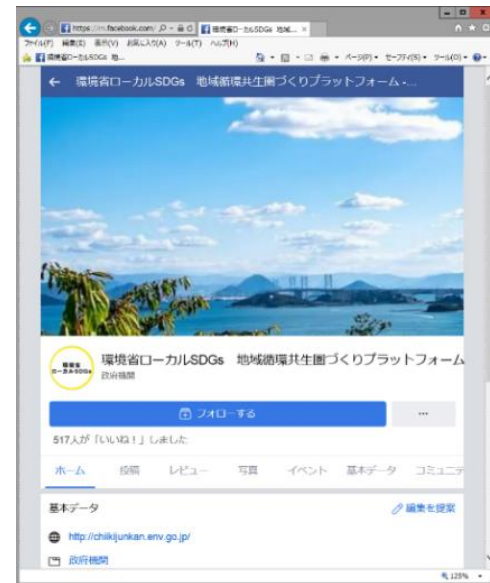 https://m.facebook.com/
環境省ローカルSDGs 地域...
ファイル(F) 編集(E) 表示(V) お気に入り(A) ツール(T) ヘルプ(H)
環境省ローカルSDGs 地...
ページ(P) セーフティ(S) ツール(O)
← 環境省ローカルSDGs 地域循環共生圏づくりプラットフォーム -...
環境省
ローカルSDGs
環境省ローカルSDGs 地域循環共生圏づくりプラットフォーム
政府機関
フォローする
...
517人が「いいね！」しました
ホーム 投稿 レビュー 写真 イベント 基本データ コミュニテ
基本データ
編集を提案
http://chiikijunkan.env.go.jp/
政府機関
125%